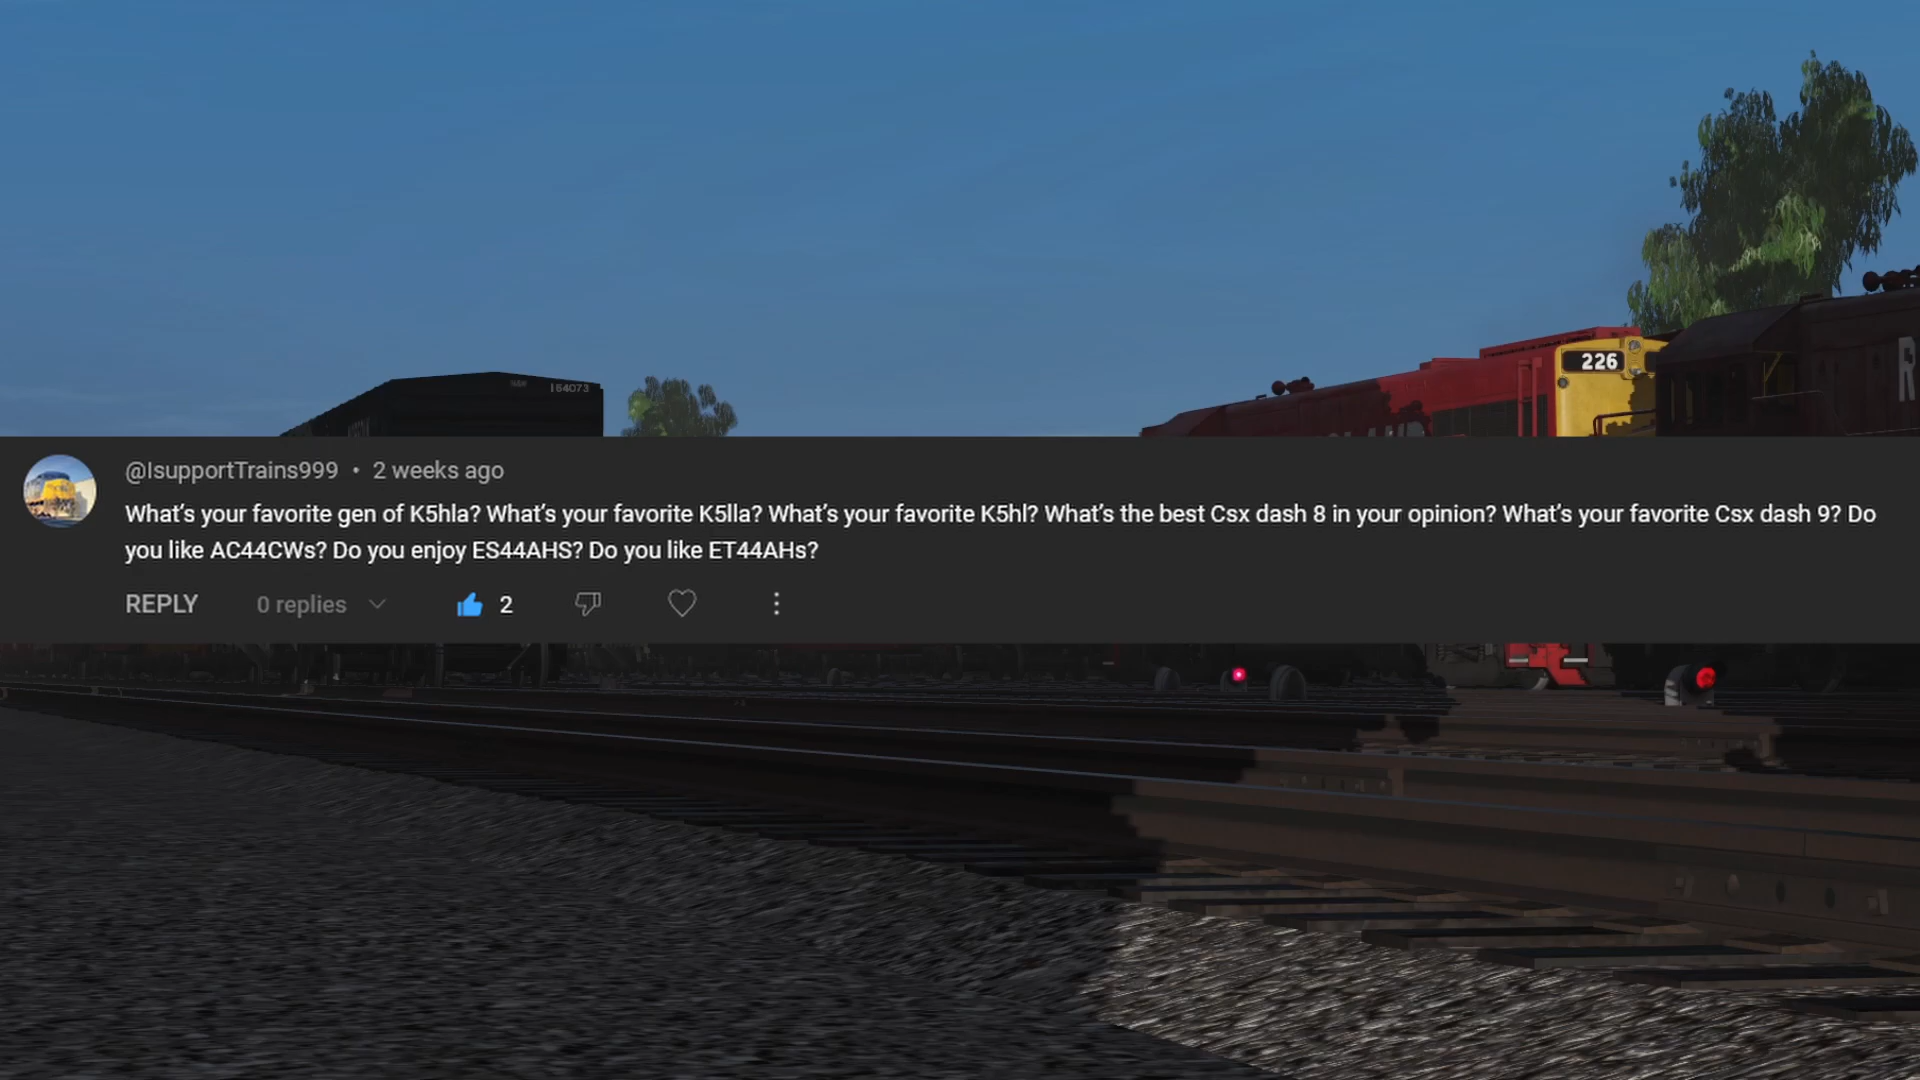 164073
226
R
@IsupportTrains999 • 2 weeks ago
What's your favorite gen of K5hla? What's your favorite K5lla? What's your favorite K5hl? What's the best Csx dash 8 in your opinion? What's your favorite Csx dash 9? Do
you like AC44CWs? Do you enjoy ES44AHS? Do you like ET44AHs?
REPLY 0 replies 2